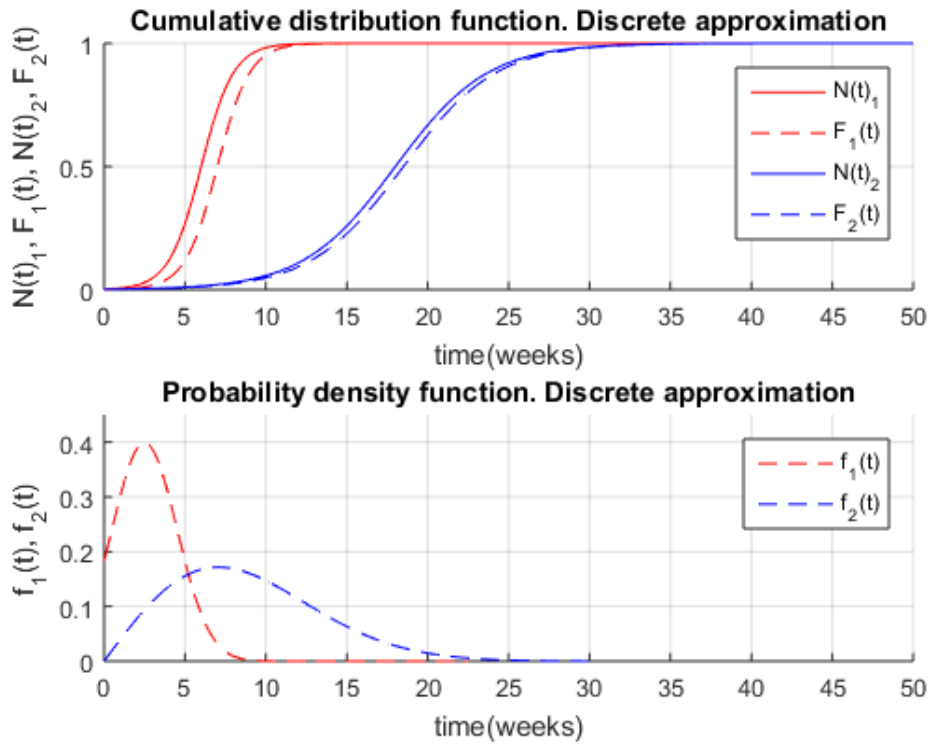 Cumulative distribution function. Discrete approximation
N(t)₁, F₁(t), N(t)₂, F₂(t)
1
0.5
0
N(t)₁
F₁(t)
N(t)₂
F₂(t)
0 5 10 15 20 25 30 35 40 45 50
time(weeks)
Probability density function. Discrete approximation
f₁(t), f₂(t)
0.4
0.3
0.2
0.1
0
f₁(t)
f₂(t)
0 5 10 15 20 25 30 35 40 45 50
time(weeks)